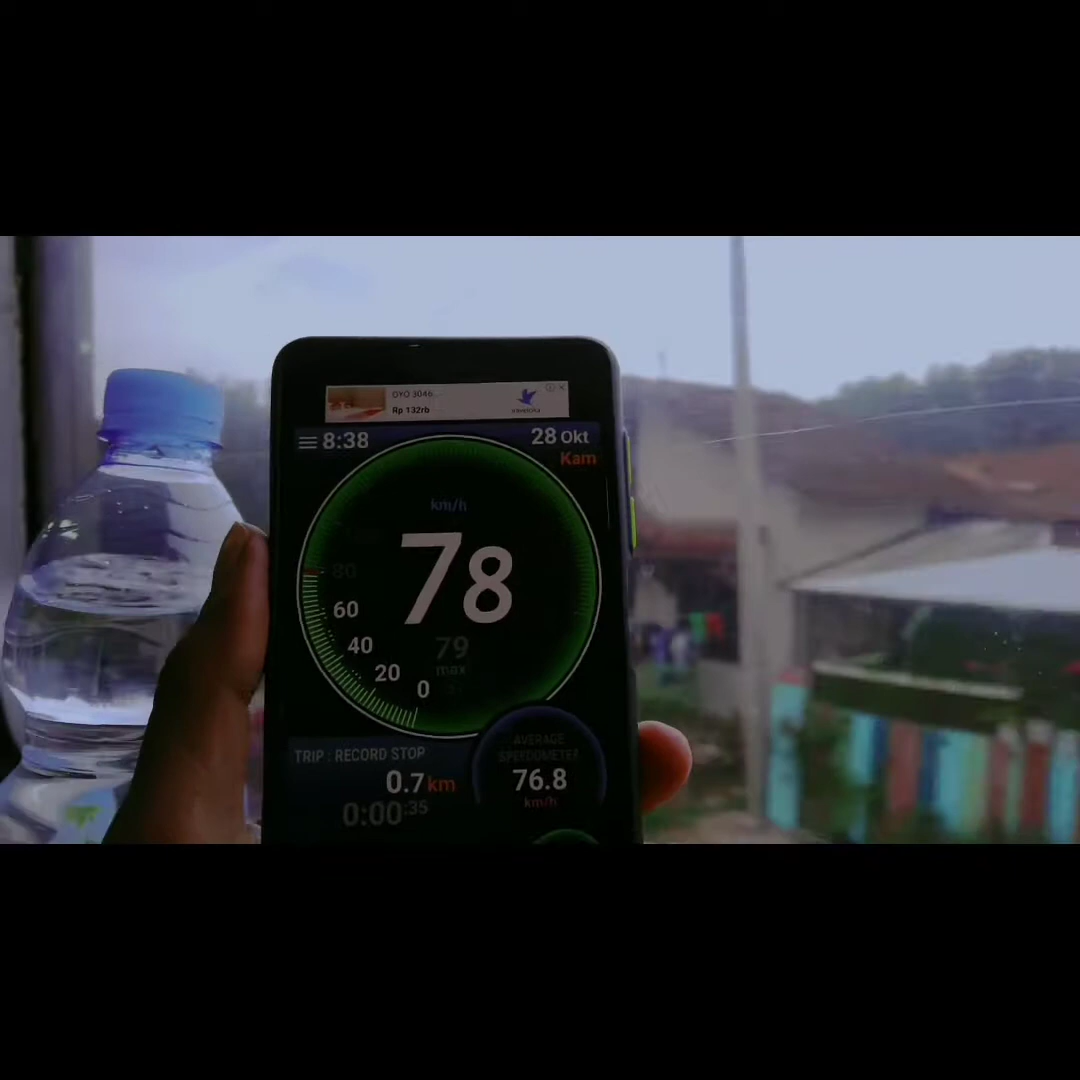 OYO 3046...
Rp 132rb
traveloka
8:38
28 Okt
Kam
km/h
78
80
60
40
20
0
79
max
TRIP : RECORD STOP
0.7 km
0:00:35
AVERAGE
SPEEDOMETER
76.8
km/h